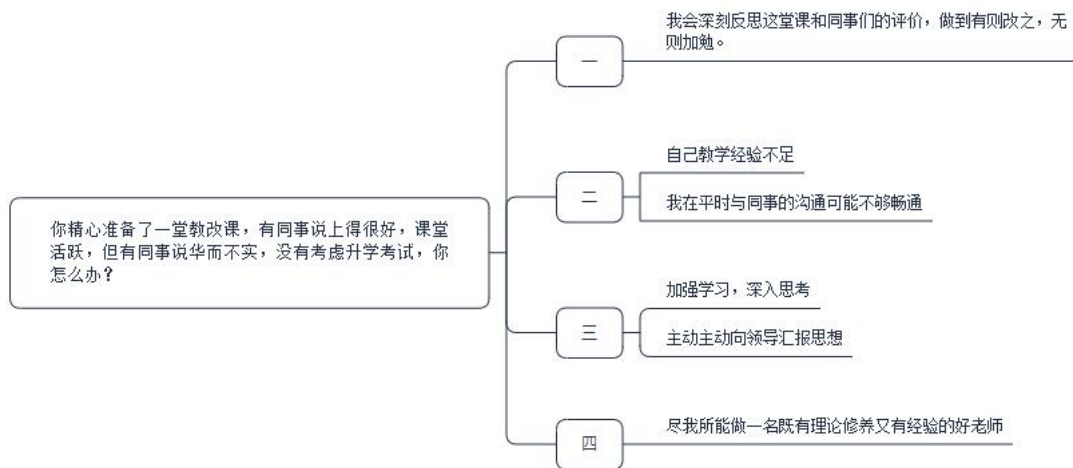 我会深刻反思这堂课和同事们的评价，做到有则改之，无
则加勉。
一
自己教学经验不足
二
我在平时与同事的沟通可能不够畅通
你精心准备了一堂教改课，有同事说上得很好，课堂
活跃，但有同事说华而不实，没有考虑升学考试，你
怎么办？
加强学习，深入思考
三
主动主动向领导汇报思想
四
尽我所能做一名既有理论修养又有经验的好老师